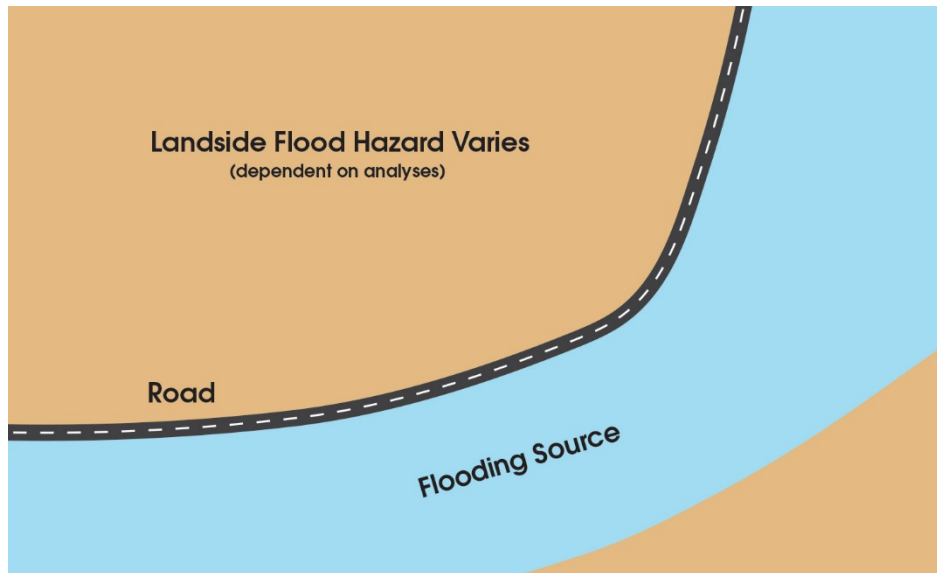 Landside Flood Hazard Varies
(dependent on analyses)
Road
Flooding Source